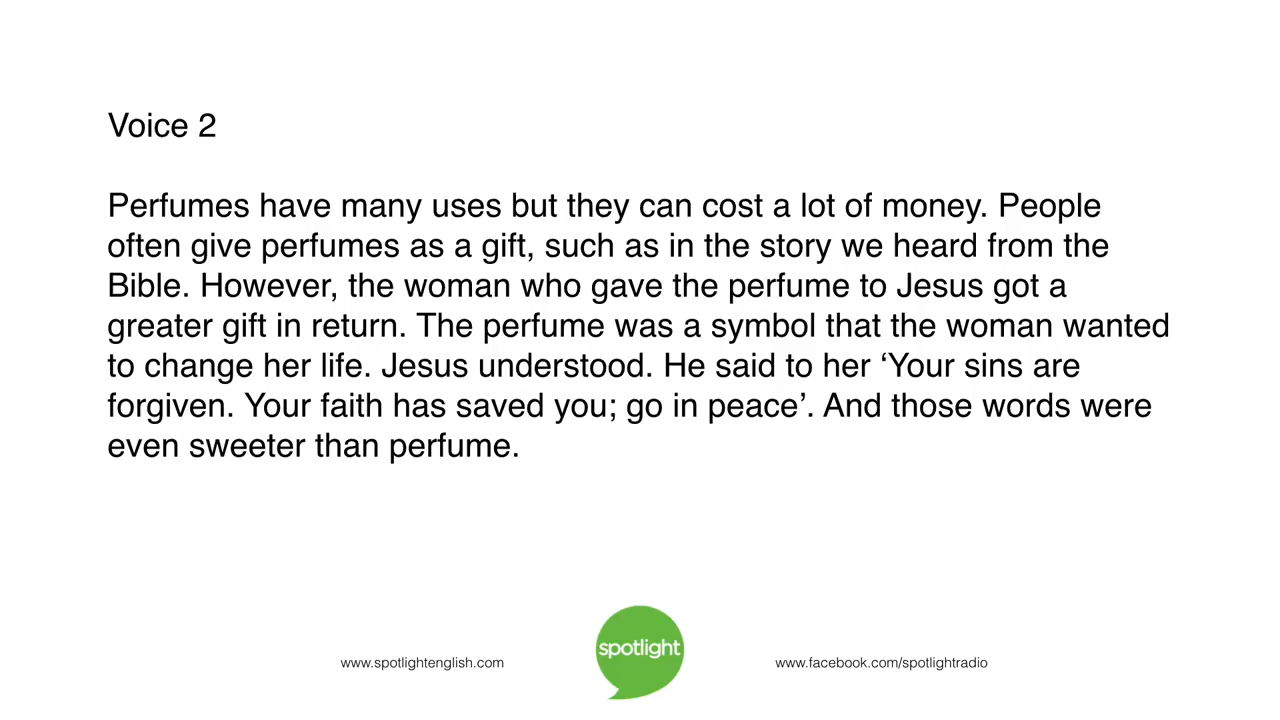 Voice 2
Perfumes have many uses but they can cost a lot of money. People
often give perfumes as a gift, such as in the story we heard from the
Bible. However, the woman who gave the perfume to Jesus got a
greater gift in return. The perfume was a symbol that the woman wanted
to change her life. Jesus understood. He said to her ‘Your sins are
forgiven. Your faith has saved you; go in peace’. And those words were
even sweeter than perfume.
spotlight
www.spotlightenglish.com
www.facebook.com/spotlightradio